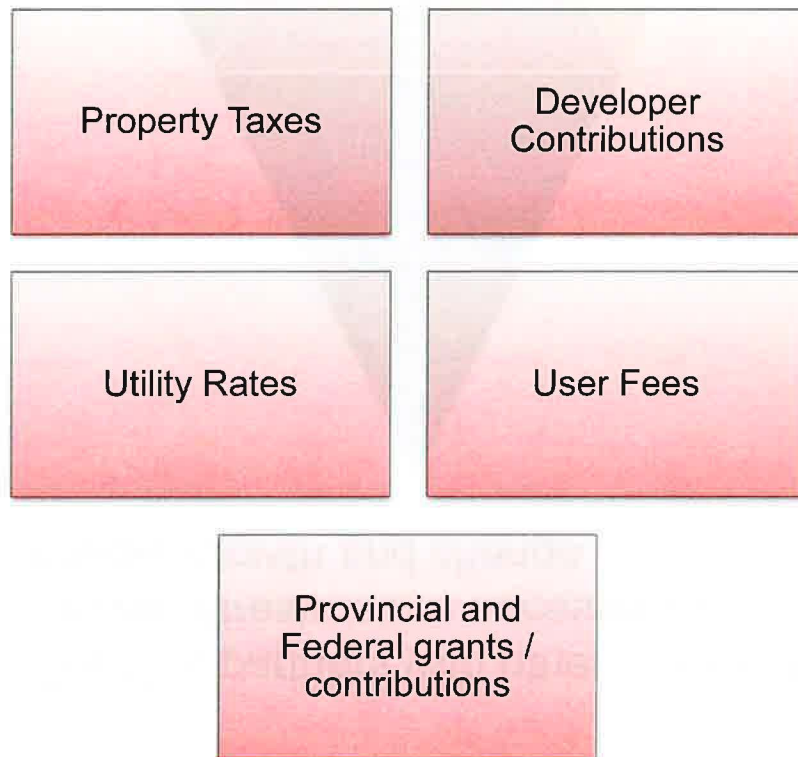 Property Taxes
Developer
Contributions
Utility Rates
User Fees
Provincial and
Federal grants /
contributions